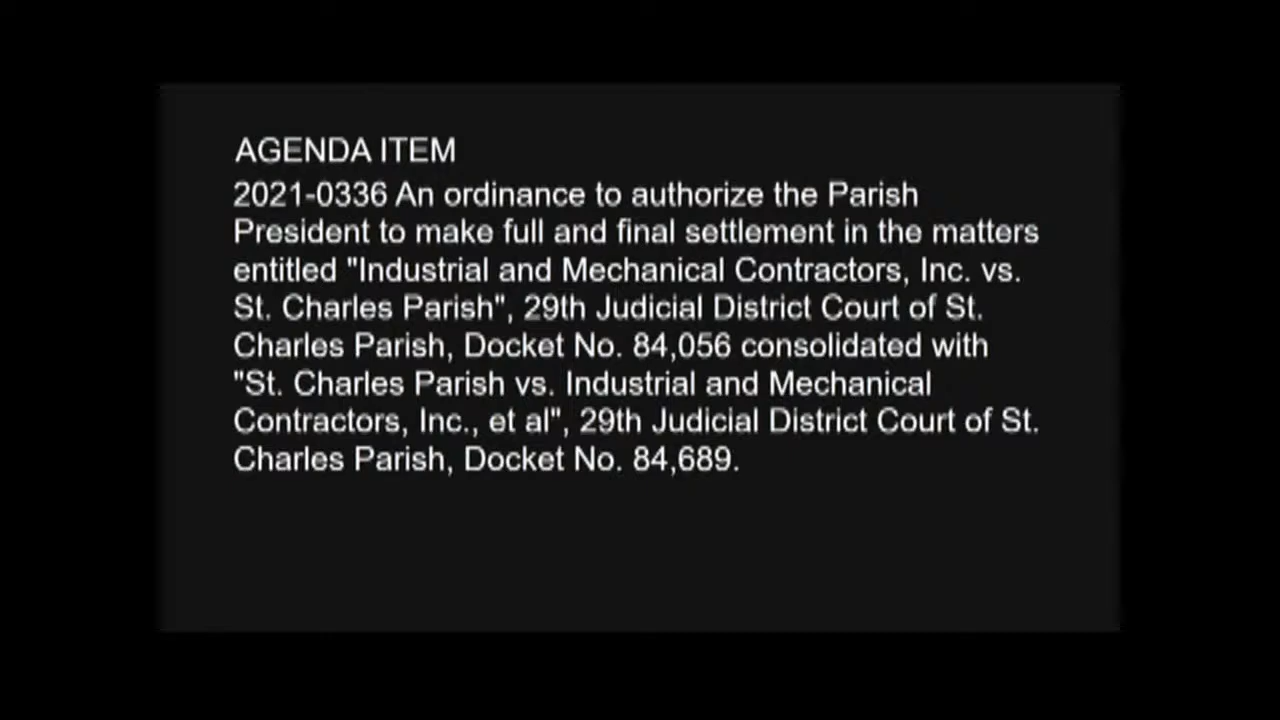 AGENDA ITEM
2021-0336 An ordinance to authorize the Parish
President to make full and final settlement in the matters
entitled "Industrial and Mechanical Contractors, Inc. vs.
St. Charles Parish", 29th Judicial District Court of St.
Charles Parish, Docket No. 84,056 consolidated with
"St. Charles Parish vs. Industrial and Mechanical
Contractors, Inc., et al", 29th Judicial District Court of St.
Charles Parish, Docket No. 84,689.